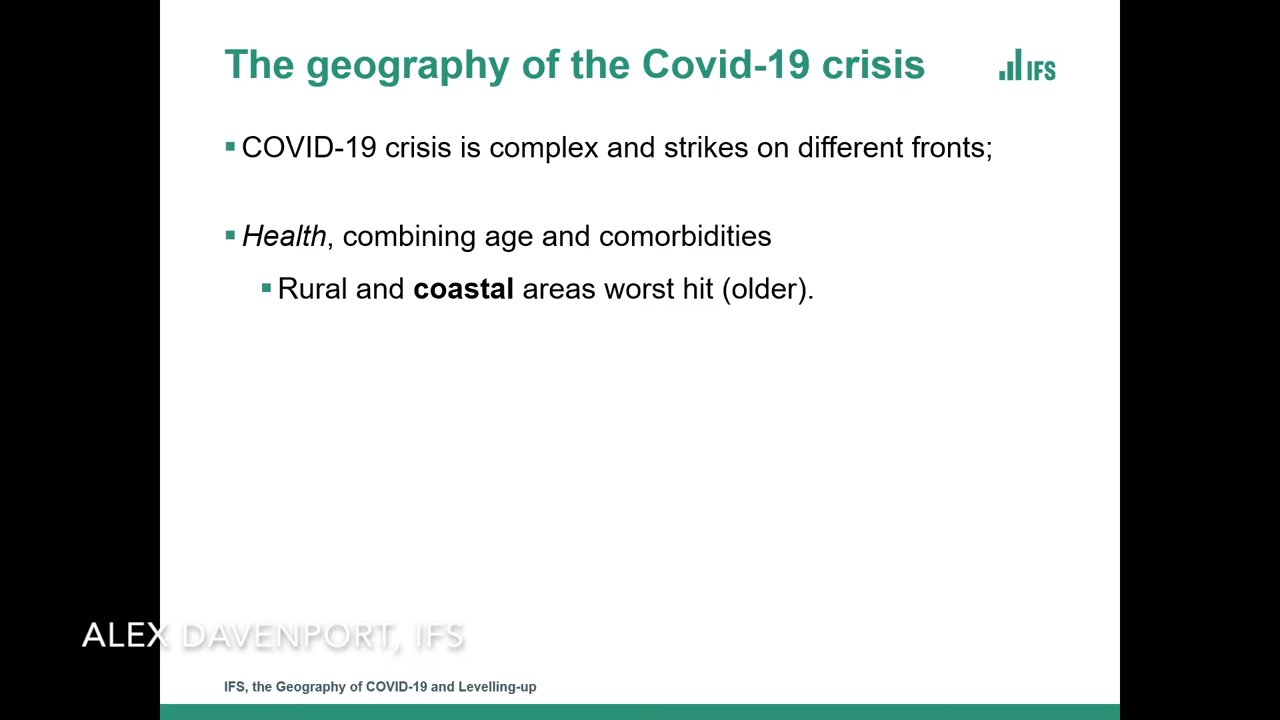 The geography of the Covid-19 crisis
IFS
COVID-19 crisis is complex and strikes on different fronts;
Health, combining age and comorbidities
Rural and coastal areas worst hit (older).
ALEX DAVENPORT, IFS
IFS, the Geography of COVID-19 and Levelling-up